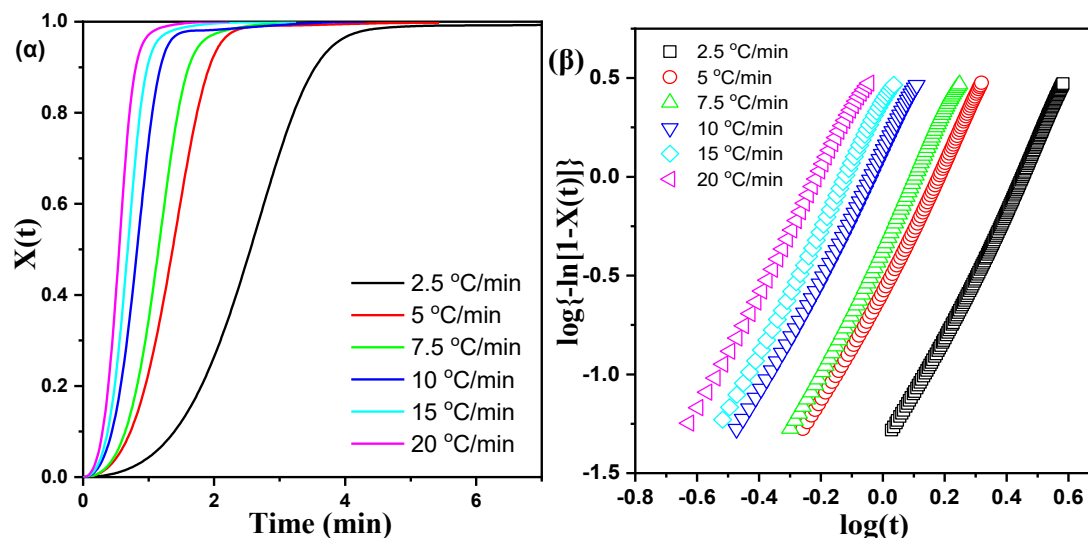 (α)
X(t)
1.0
0.8
0.6
0.4
0.2
0.0
0
2
4
6
Time (min)
2.5 °C/min
5 °C/min
7.5 °C/min
10 °C/min
15 °C/min
20 °C/min
(β)
log{-ln[1-X(t)]}
0.5
0.0
-0.5
-1.0
-1.5
-0.8
-0.6
-0.4
-0.2
0.0
0.2
0.4
0.6
log(t)
2.5 °C/min
5 °C/min
7.5 °C/min
10 °C/min
15 °C/min
20 °C/min